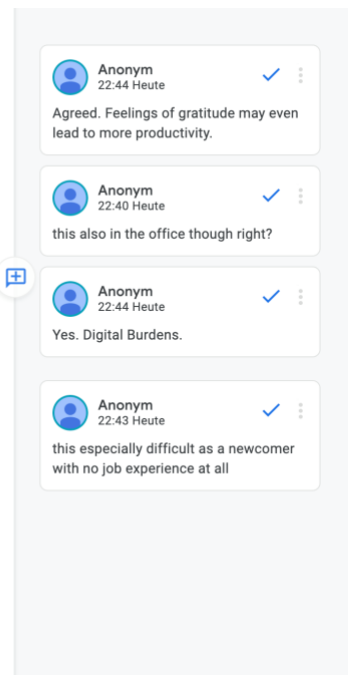 Anonym
22:44 Heute
Agreed. Feelings of gratitude may even
lead to more productivity.
Anonym
22:40 Heute
this also in the office though right?
Anonym
22:44 Heute
Yes. Digital Burdens.
Anonym
22:43 Heute
this especially difficult as a newcomer
with no job experience at all